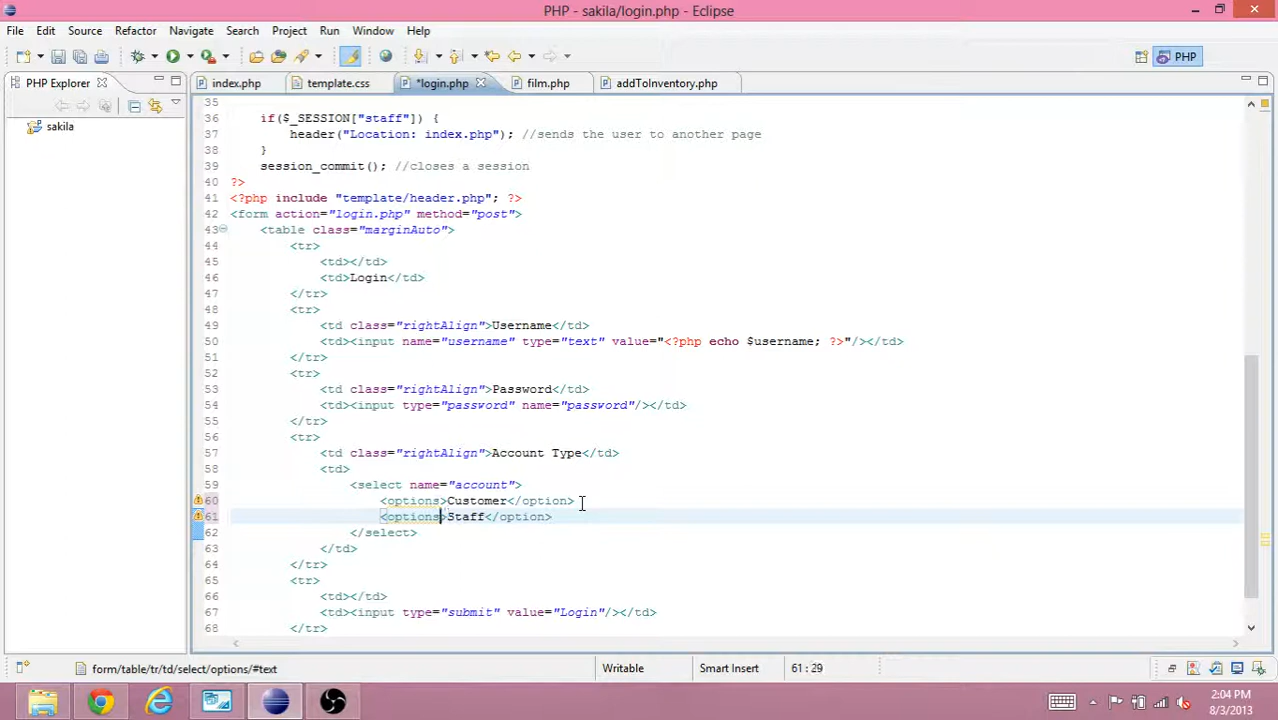 PHP - sakila/login.php - Eclipse
File Edit Source Refactor Navigate Search Project Run Window Help
PHP
PHP Explorer
index.php template.css *login.php film.php addToInventory.php
sakila
35
36 if($_SESSION["staff"]) {
37 header("Location: index.php"); //sends the user to another page
38 }
39 session_commit(); //closes a session
40 ?>
41 <?php include "template/header.php"; ?>
42 <form action="login.php" method="post">
43 <table class="marginAuto">
44 <tr>
45 <td></td>
46 <td>Login</td>
47 </tr>
48 <tr>
49 <td class="rightAlign">Username</td>
50 <td><input name="username" type="text" value="<?php echo $username; ?>"/></td>
51 </tr>
52 <tr>
53 <td class="rightAlign">Password</td>
54 <td><input type="password" name="password"/></td>
55 </tr>
56 <tr>
57 <td class="rightAlign">Account Type</td>
58 <td>
59 <select name="account">
60 <options>Customer</option>
61 <options>Staff</option>
62 </select>
63 </td>
64 </tr>
65 <tr>
66 <td></td>
67 <td><input type="submit" value="Login"/></td>
68 </tr>
form/table/tr/td/select/options/#text Writable Smart Insert 61 : 29
2:04 PM
8/3/2013